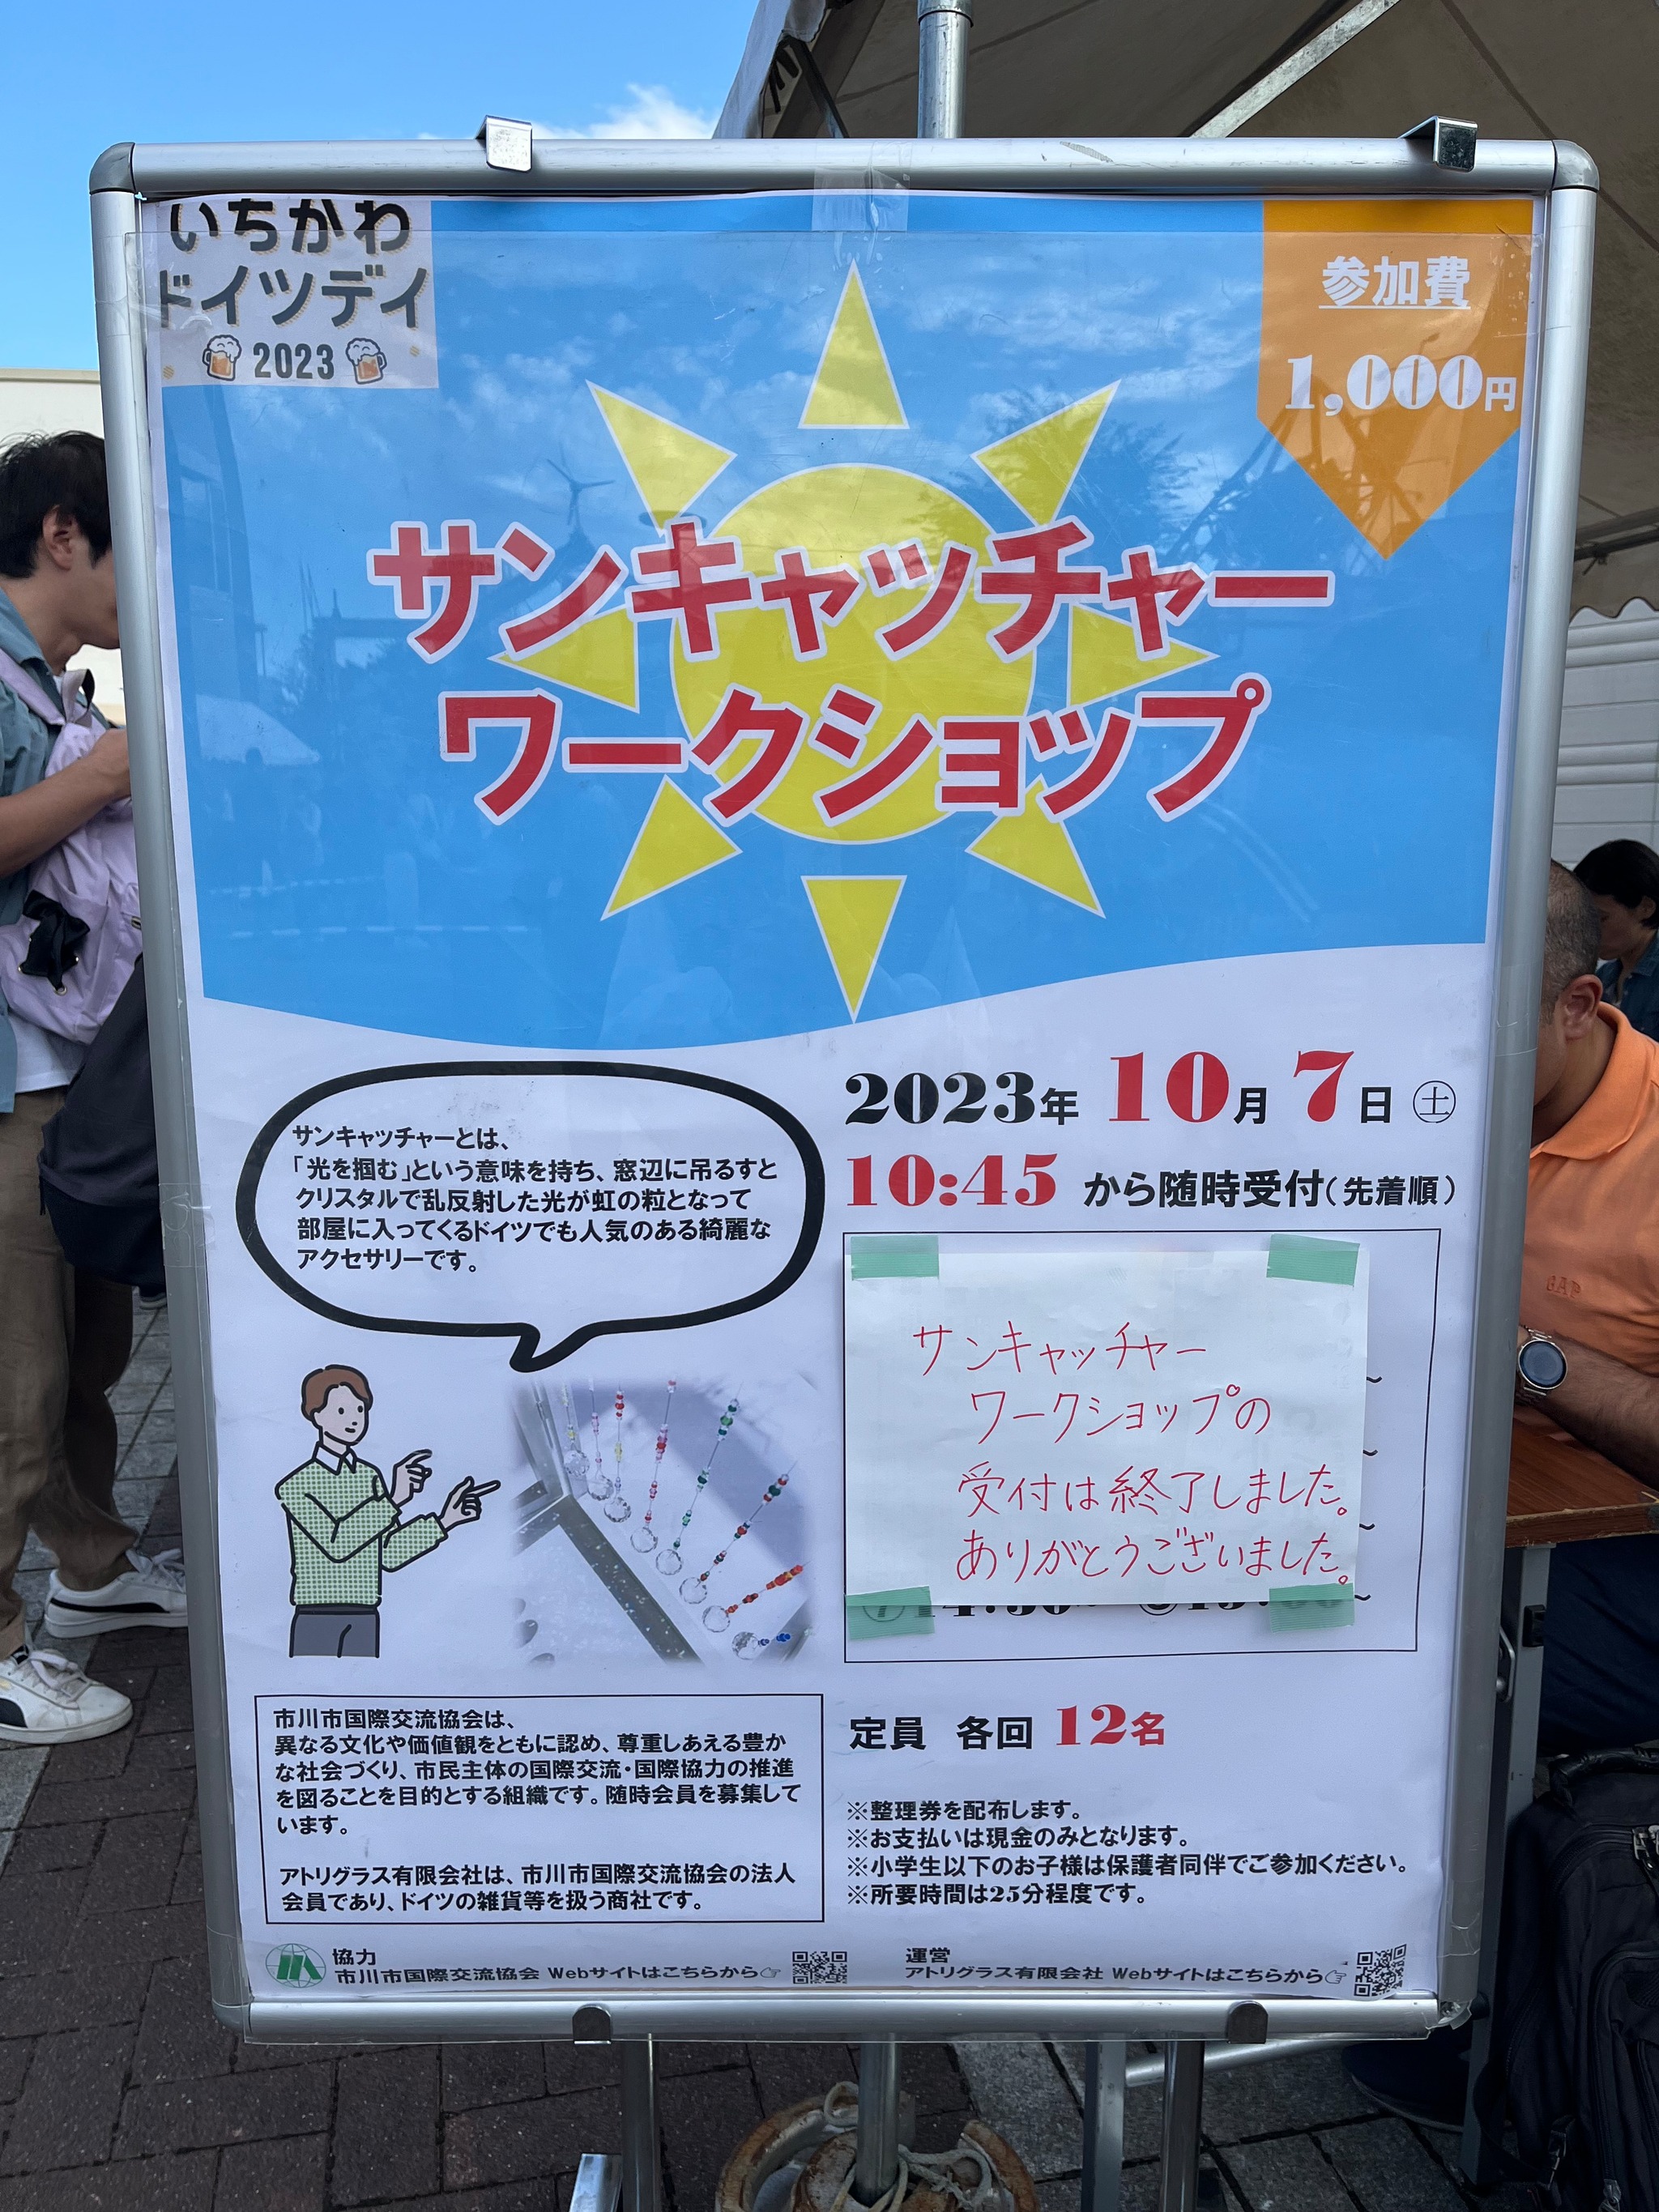 いちかわ
ドイツデイ
2023
参加費
1,000円
サンキャッチャー
ワークショップ
サンキャッチャーとは、
「光を掴む」という意味を持ち、窓辺に吊るすと
クリスタルで乱反射した光が虹の粒となって
部屋に入ってくるドイツでも人気のある綺麗な
アクセサリーです。
2023年 10月 7日 ㊏
10:45 から随時受付（先着順）
サンキャッチャー
ワークショップの
受付は終了しました。
ありがとうございました。
定員 各回 12名
※整理券を配布します。
※お支払いは現金のみとなります。
※小学生以下のお子様は保護者同伴でご参加ください。
※所要時間は25分程度です。
市川市国際交流協会は、
異なる文化や価値観をともに認め、尊重しあえる豊か
な社会づくり、市民主体の国際交流・国際協力の推進
を図ることを目的とする組織です。随時会員を募集して
います。
アトリグラス有限会社は、市川市国際交流協会の法人
会員であり、ドイツの雑貨等を扱う商社です。
協力
市川市国際交流協会 Webサイトはこちらから☞
運営
アトリグラス有限会社 Webサイトはこちらから☞
GAP